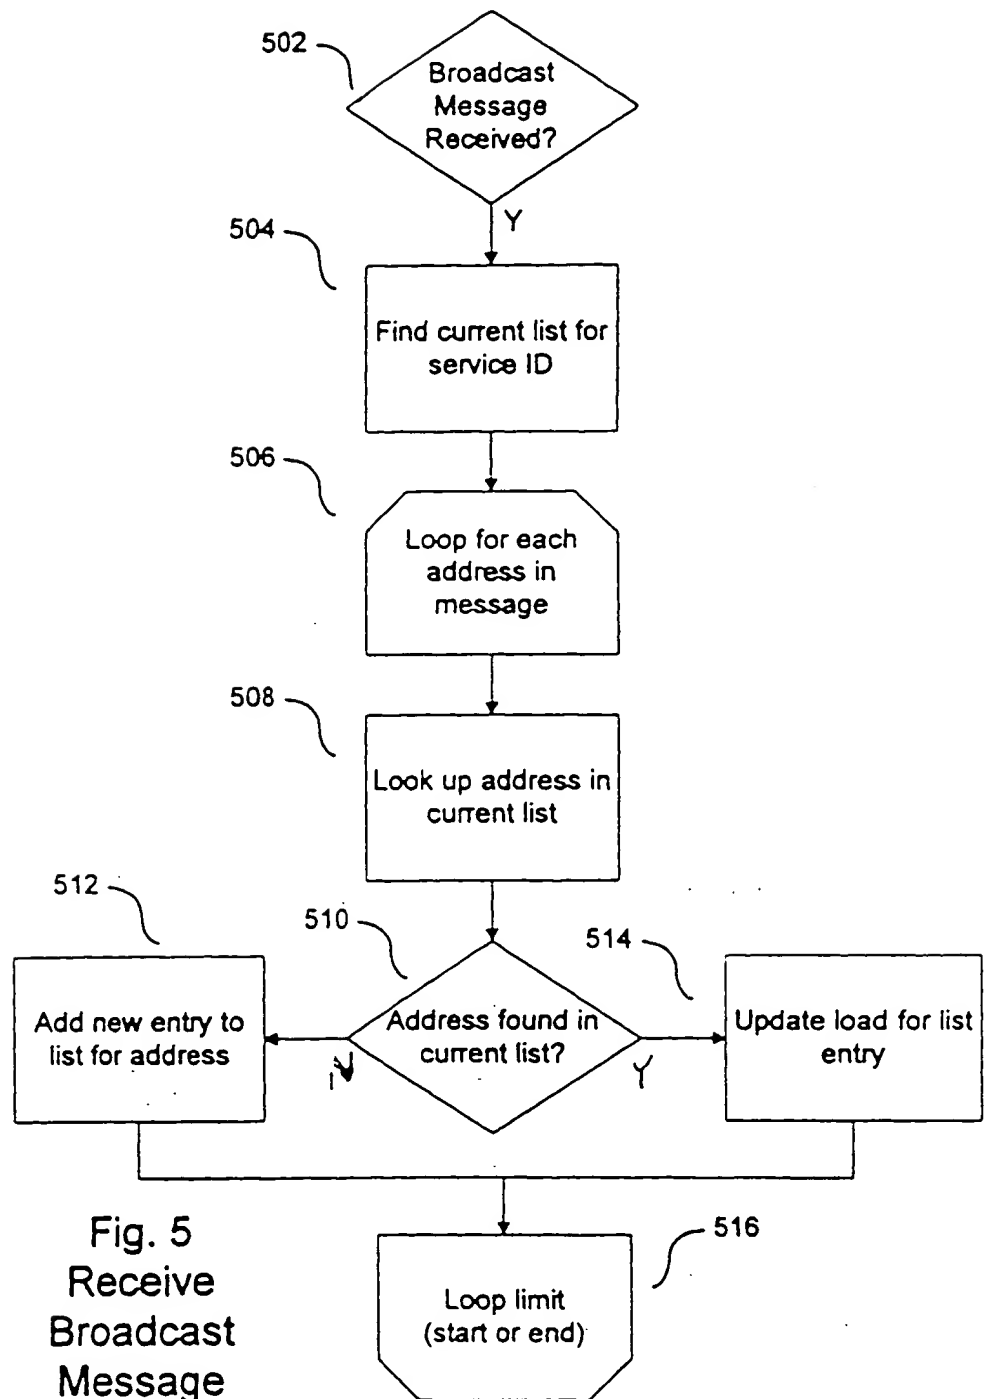 502
Broadcast
Message
Received?
Y
504
Find current list for
service ID
506
Loop for each
address in
message
508
Look up address in
current list
512
510
514
Add new entry to
list for address
Address found in
current list?
Update load for list
entry
N
Y
516
Loop limit
(start or end)
Fig. 5
Receive
Broadcast
Message